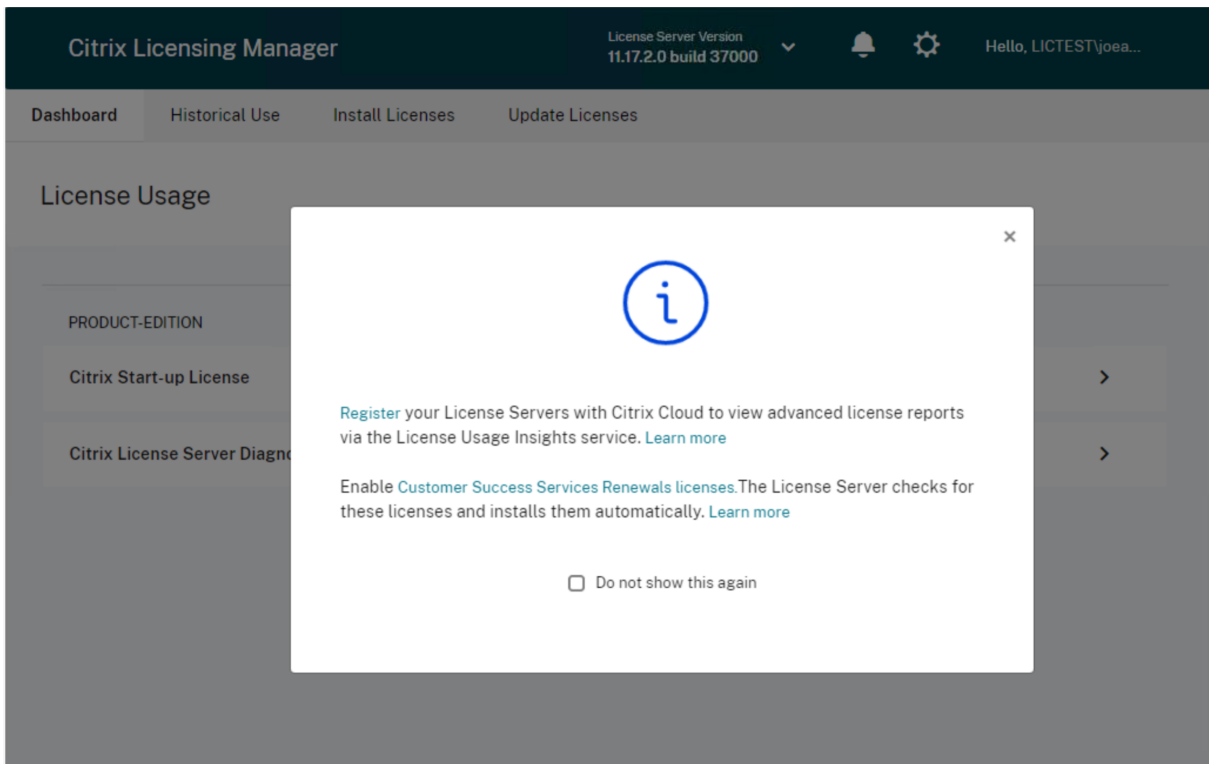 Citrix Licensing Manager
License Server Version
11.17.2.0 build 37000
Hello, LICTEST\joea...
Dashboard
Historical Use
Install Licenses
Update Licenses
License Usage
PRODUCT-EDITION
Citrix Start-up License
Citrix License Server Diagno
Register your License Servers with Citrix Cloud to view advanced license reports
via the License Usage Insights service. Learn more
Enable Customer Success Services Renewals licenses.The License Server checks for
these licenses and installs them automatically. Learn more
Do not show this again